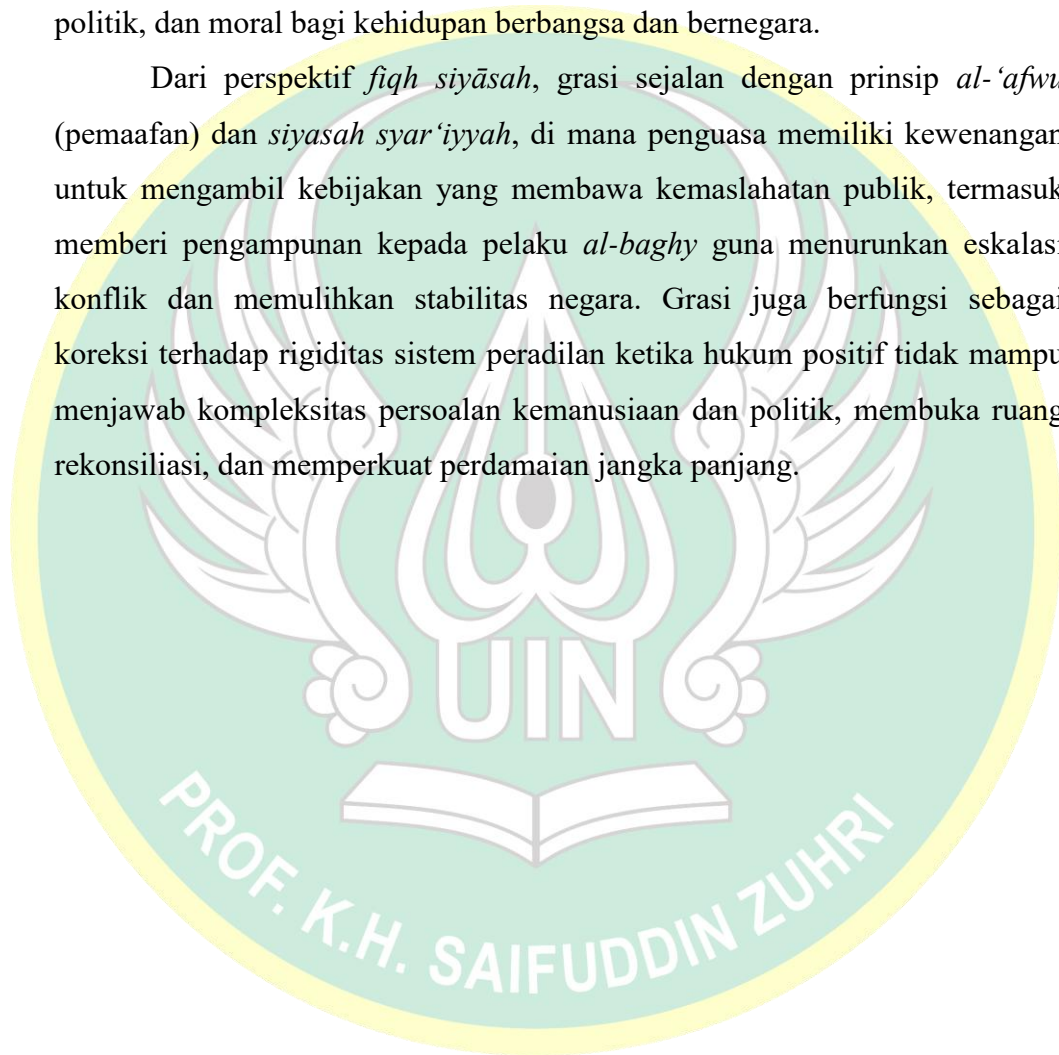 politik, dan moral bagi kehidupan berbangsa dan bernegara.
Dari perspektif fiqh siyāsah, grasi sejalan dengan prinsip al-‘afwu
(pemaafan) dan siyasah syar‘iyyah, di mana penguasa memiliki kewenangan
untuk mengambil kebijakan yang membawa kemaslahatan publik, termasuk
memberi pengampunan kepada pelaku al-baghy guna menurunkan eskalasi
konflik dan memulihkan stabilitas negara. Grasi juga berfungsi sebagai
koreksi terhadap rigiditas sistem peradilan ketika hukum positif tidak mampu
menjawab kompleksitas persoalan kemanusiaan dan politik, membuka ruang
rekonsiliasi, dan memperkuat perdamaian jangka panjang.
UIN
PROF. K.H. SAIFUDDIN ZUHRI